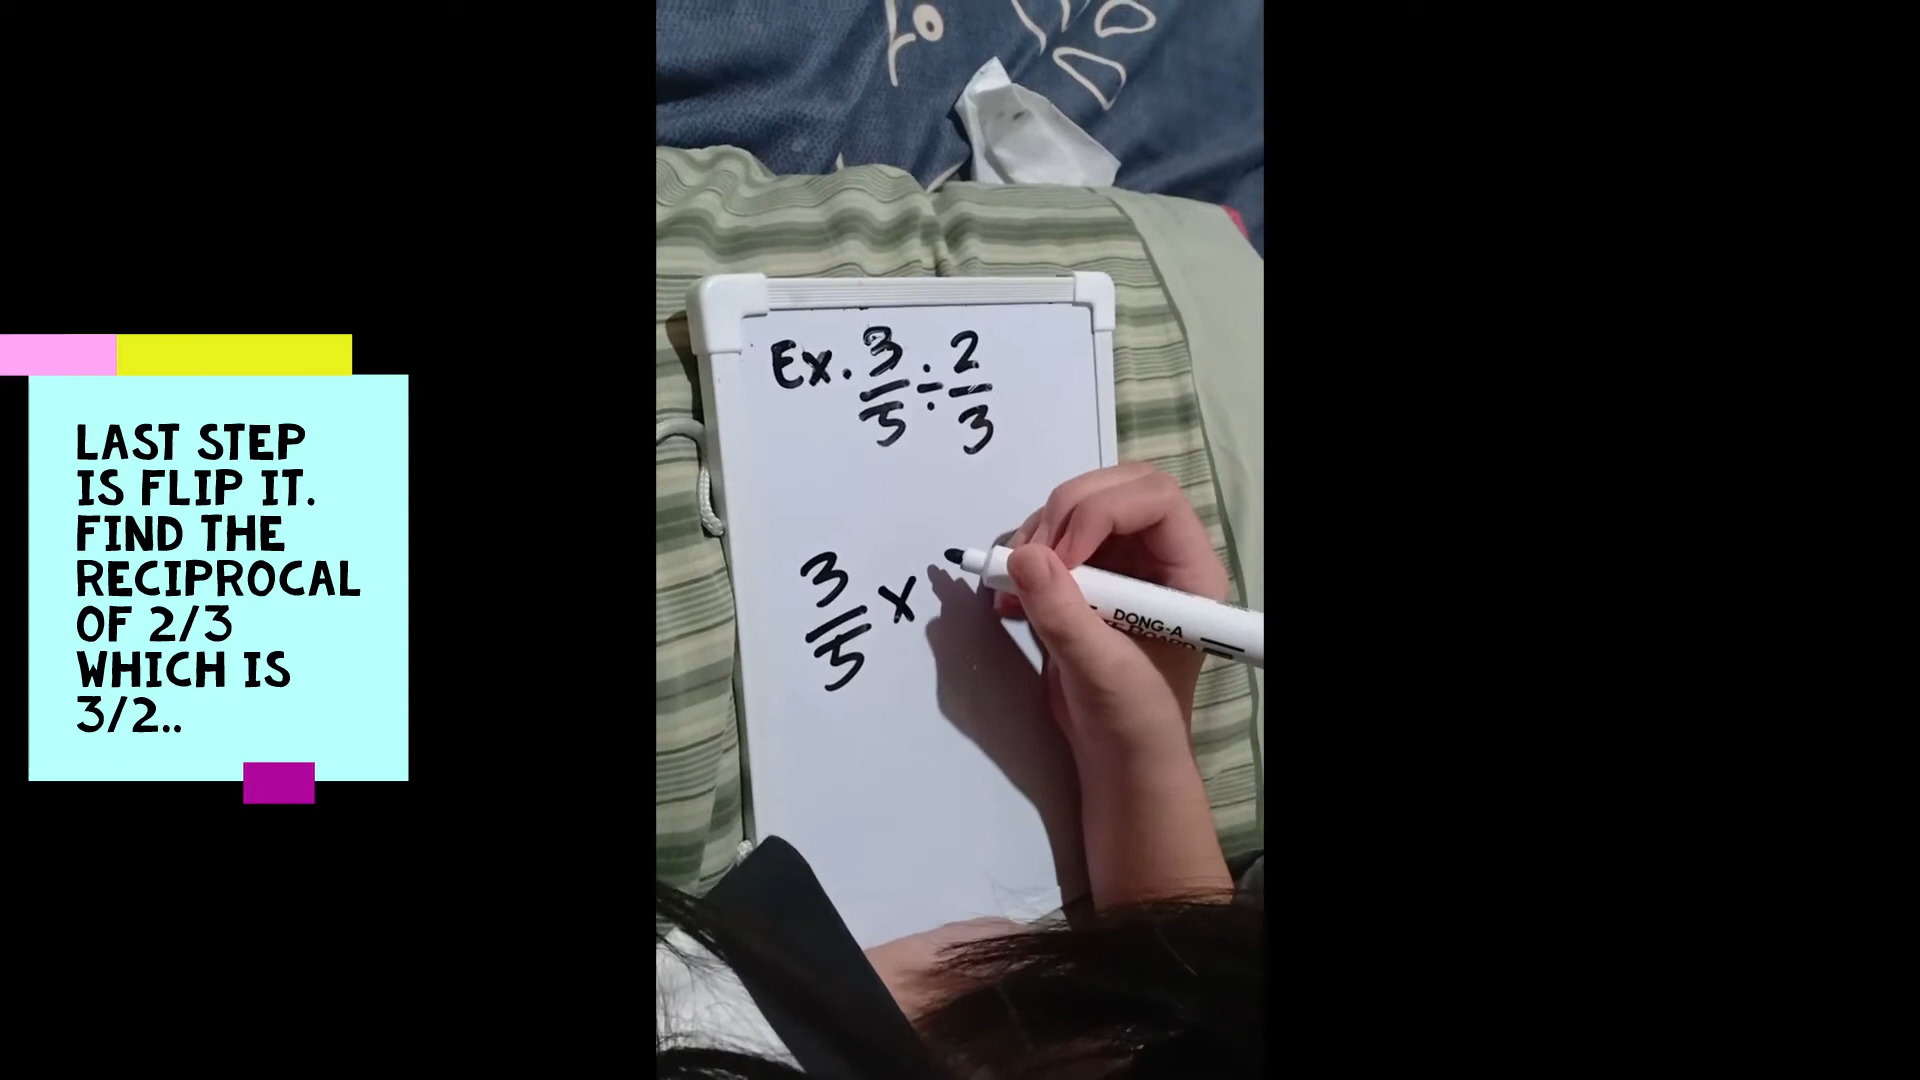 LAST STEP
IS FLIP IT.
FIND THE
RECIPROCAL
OF 2/3
WHICH IS
3/2..
Ex. 3/5 ÷ 2/3
3/5 x
DONG-A